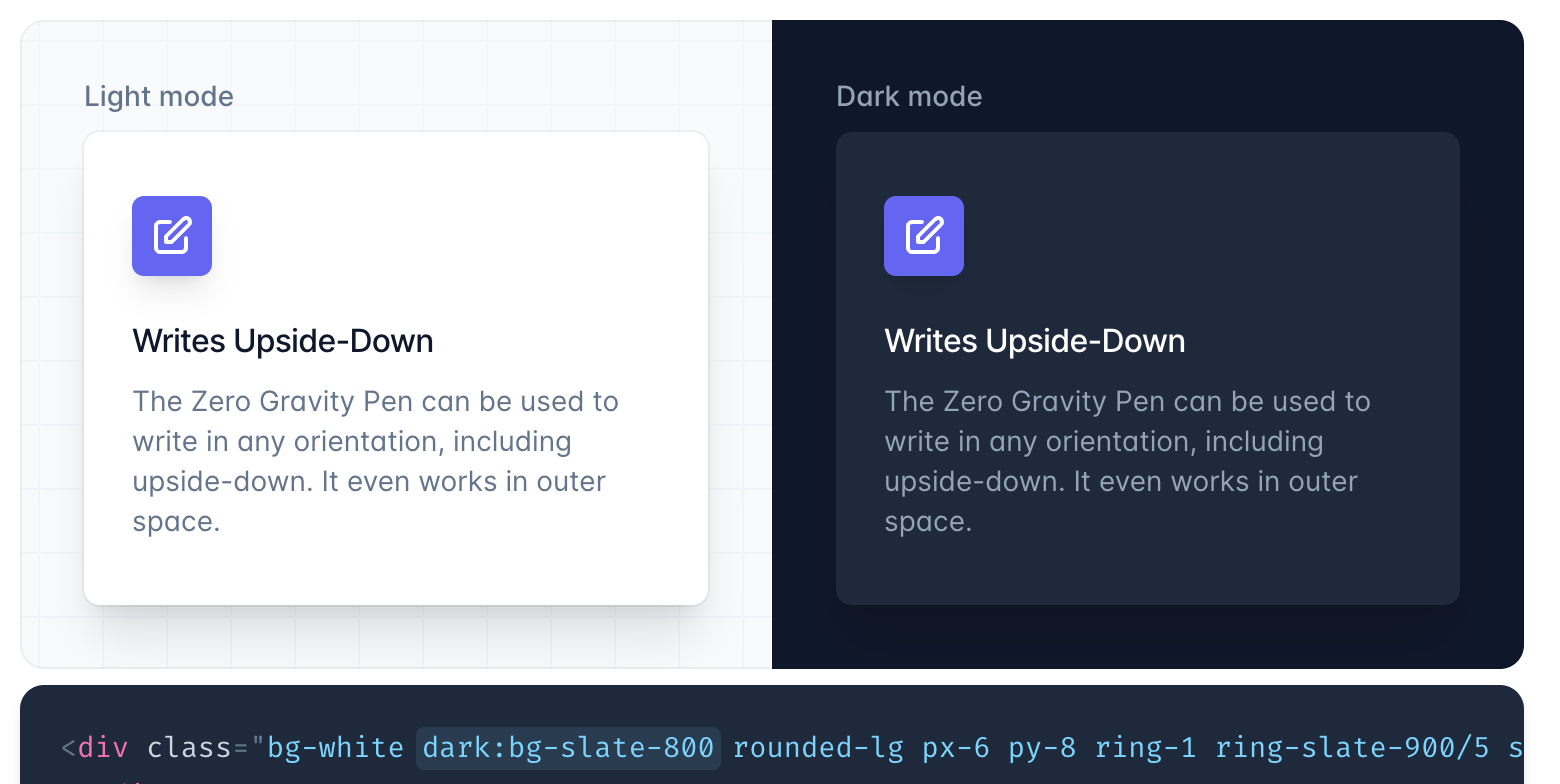 Light mode
Writes Upside-Down
The Zero Gravity Pen can be used to
write in any orientation, including
upside-down. It even works in outer
space.
Dark mode
Writes Upside-Down
The Zero Gravity Pen can be used to
write in any orientation, including
upside-down. It even works in outer
space.
<div class="bg-white dark:bg-slate-800 rounded-lg px-6 py-8 ring-1 ring-slate-900/5 s